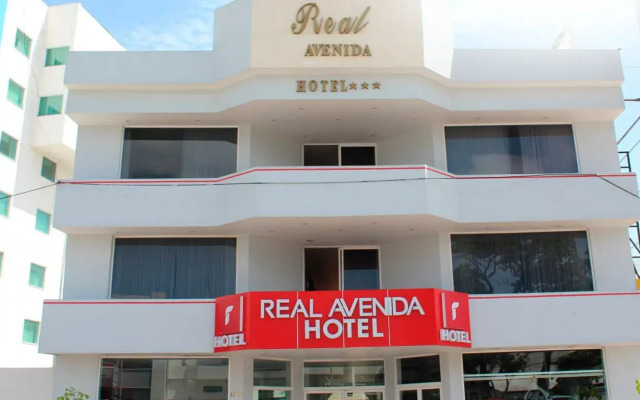 Real
AVENIDA
HOTEL***
REAL AVENIDA
HOTEL
r
HOTEL
r
HOTEL